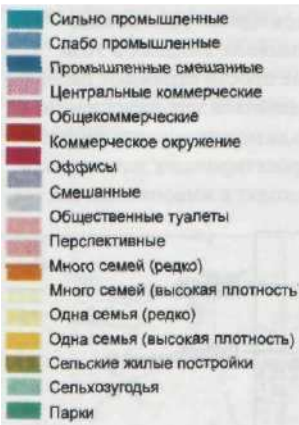 Сильно промышленные
Слабо промышленные
Промышленные смешанные
Центральные коммерческие
Общекоммерческие
Коммерческое окружение
Оффисы
Смешанные
Общественные туалеты
Перспективные
Много семей (редко)
Много семей (высокая плотность
Одна семья (редко)
Одна семья (высокая плотность)
Сельские жилые постройки
Сельхозугодья
Парки